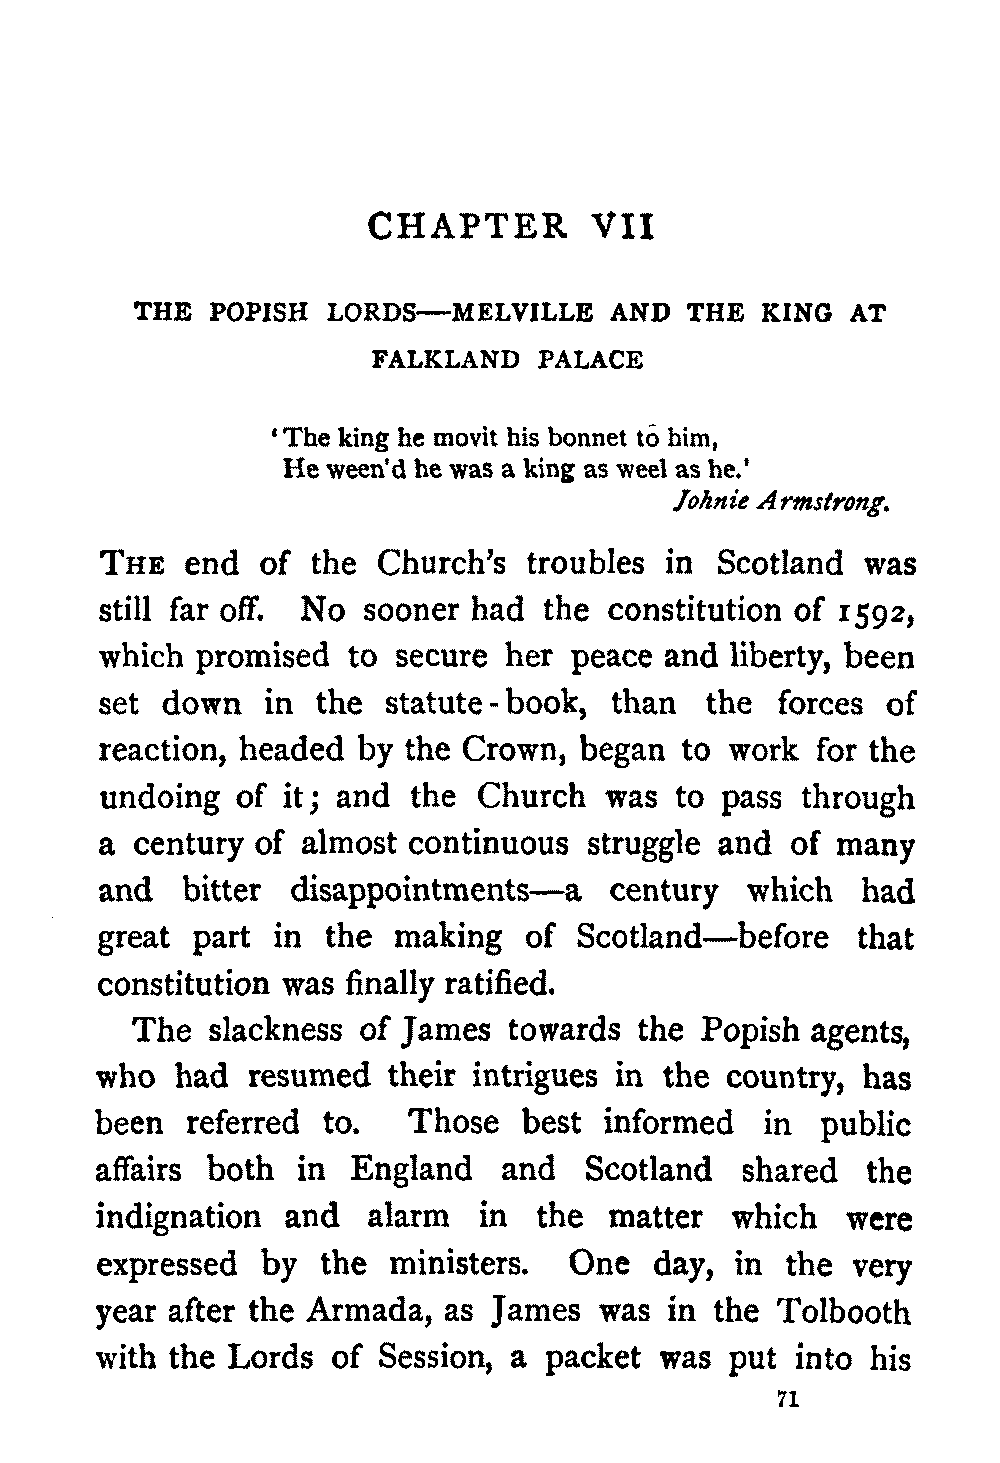 CHAPTER VII
THE POPISH LORDS—MELVILLE AND THE KING AT
FALKLAND PALACE
‘The king he movit his bonnet to him,
He ween'd he was a king as weel as he.’
Johnie Armstrong.
THE end of the Church's troubles in Scotland was
still far off. No sooner had the constitution of 1592,
which promised to secure her peace and liberty, been
set down in the statute-book, than the forces of
reaction, headed by the Crown, began to work for the
undoing of it; and the Church was to pass through
a century of almost continuous struggle and of many
and bitter disappointments—a century which had
great part in the making of Scotland—before that
constitution was finally ratified.
The slackness of James towards the Popish agents,
who had resumed their intrigues in the country, has
been referred to. Those best informed in public
affairs both in England and Scotland shared the
indignation and alarm in the matter which were
expressed by the ministers. One day, in the very
year after the Armada, as James was in the Tolbooth
with the Lords of Session, a packet was put into his
71